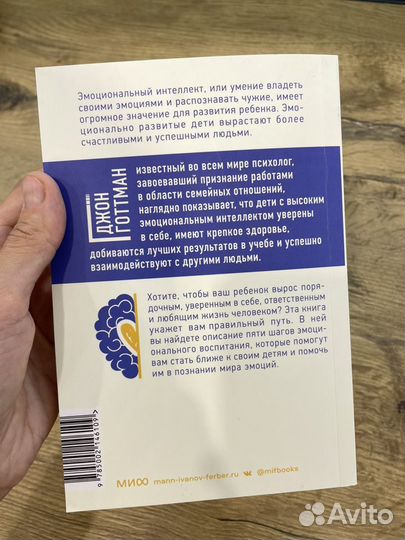 Эмоциональный интеллект, или умение владеть
своими эмоциями и распознавать чужие, имеет
огромное значение для развития ребенка. Эмо-
ционально развитые дети вырастают более
счастливыми и успешными людьми.
ДЖОН
ГОТТМАН
известный во всем мире психолог,
завоевавший признание работами
в области семейных отношений,
наглядно показывает, что дети с высоким
эмоциональным интеллектом уверены
в себе, имеют крепкое здоровье,
добиваются лучших результатов в учебе и успешно
взаимодействуют с другими людьми.
Хотите, чтобы ваш ребенок вырос поря-
дочным, уверенным в себе, ответственным
и любящим жизнь человеком? Эта книга
укажет вам правильный путь. В ней
вы найдете описание пяти шагов эмоци-
онального воспитания, которые помогут
вам стать ближе к своим детям и помочь
им в познании мира эмоций.
9 785002 146109 >
МИФ mann-ivanov-ferber.ru @mifbooks
Avito